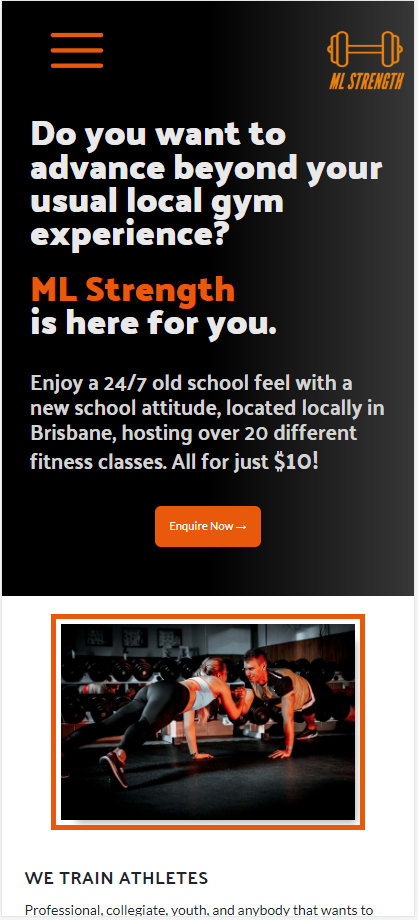 ML STRENGTH
Do you want to
advance beyond your
usual local gym
experience?
ML Strength
is here for you.
Enjoy a 24/7 old school feel with a
new school attitude, located locally in
Brisbane, hosting over 20 different
fitness classes. All for just $10!
Enquire Now →
WE TRAIN ATHLETES
Professional, collegiate, youth, and anybody that wants to